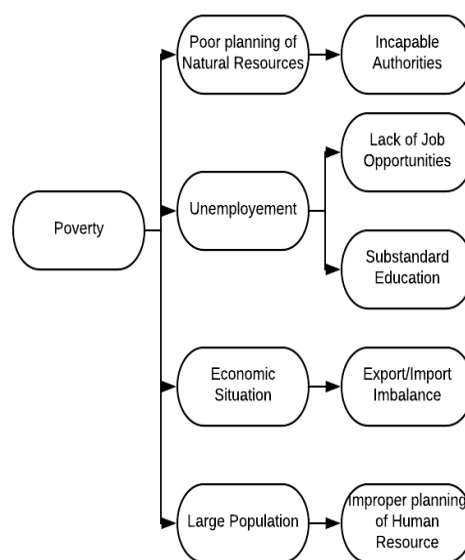 Poor planning of
Natural Resources
Incapable
Authorities
Lack of Job
Opportunities
Unemployement
Poverty
Substandard
Education
Economic
Situation
Export/Import
Imbalance
Large Population
Improper planning
of Human
Resource